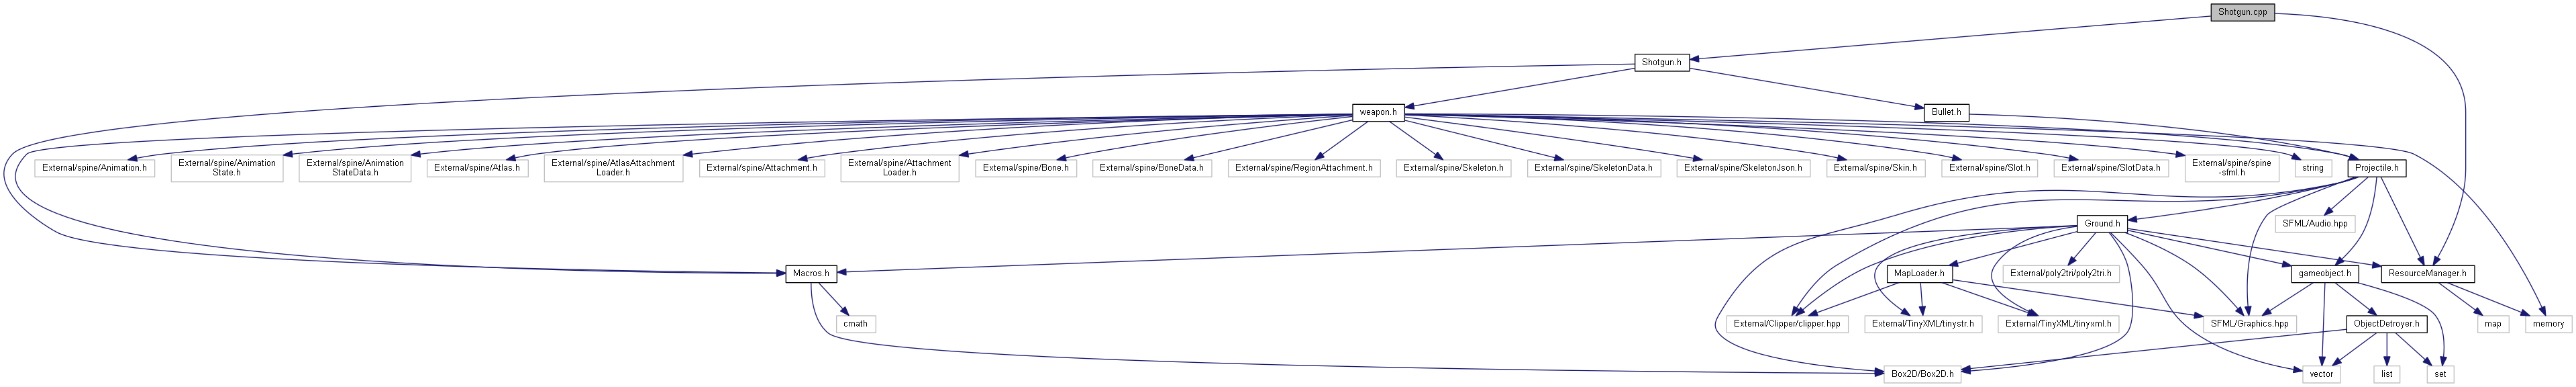 Shotgun.cpp
Shotgun.h
weapon.h
Bullet.h
External/spine/Animation.h
External/spine/Animation
State.h
External/spine/Animation
StateData.h
External/spine/Atlas.h
External/spine/AtlasAttachment
Loader.h
External/spine/Attachment.h
External/spine/Attachment
Loader.h
External/spine/Bone.h
External/spine/BoneData.h
External/spine/RegionAttachment.h
External/spine/Skeleton.h
External/spine/SkeletonData.h
External/spine/SkeletonJson.h
External/spine/Skin.h
External/spine/Slot.h
External/spine/SlotData.h
External/spine/spine
-sfml.h
string
Projectile.h
Ground.h
SFML/Audio.hpp
Macros.h
MapLoader.h
External/poly2tri/poly2tri.h
gameobject.h
ResourceManager.h
cmath
External/Clipper/clipper.hpp
External/TinyXML/tinystr.h
External/TinyXML/tinyxml.h
SFML/Graphics.hpp
ObjectDetroyer.h
map
memory
Box2D/Box2D.h
vector
list
set